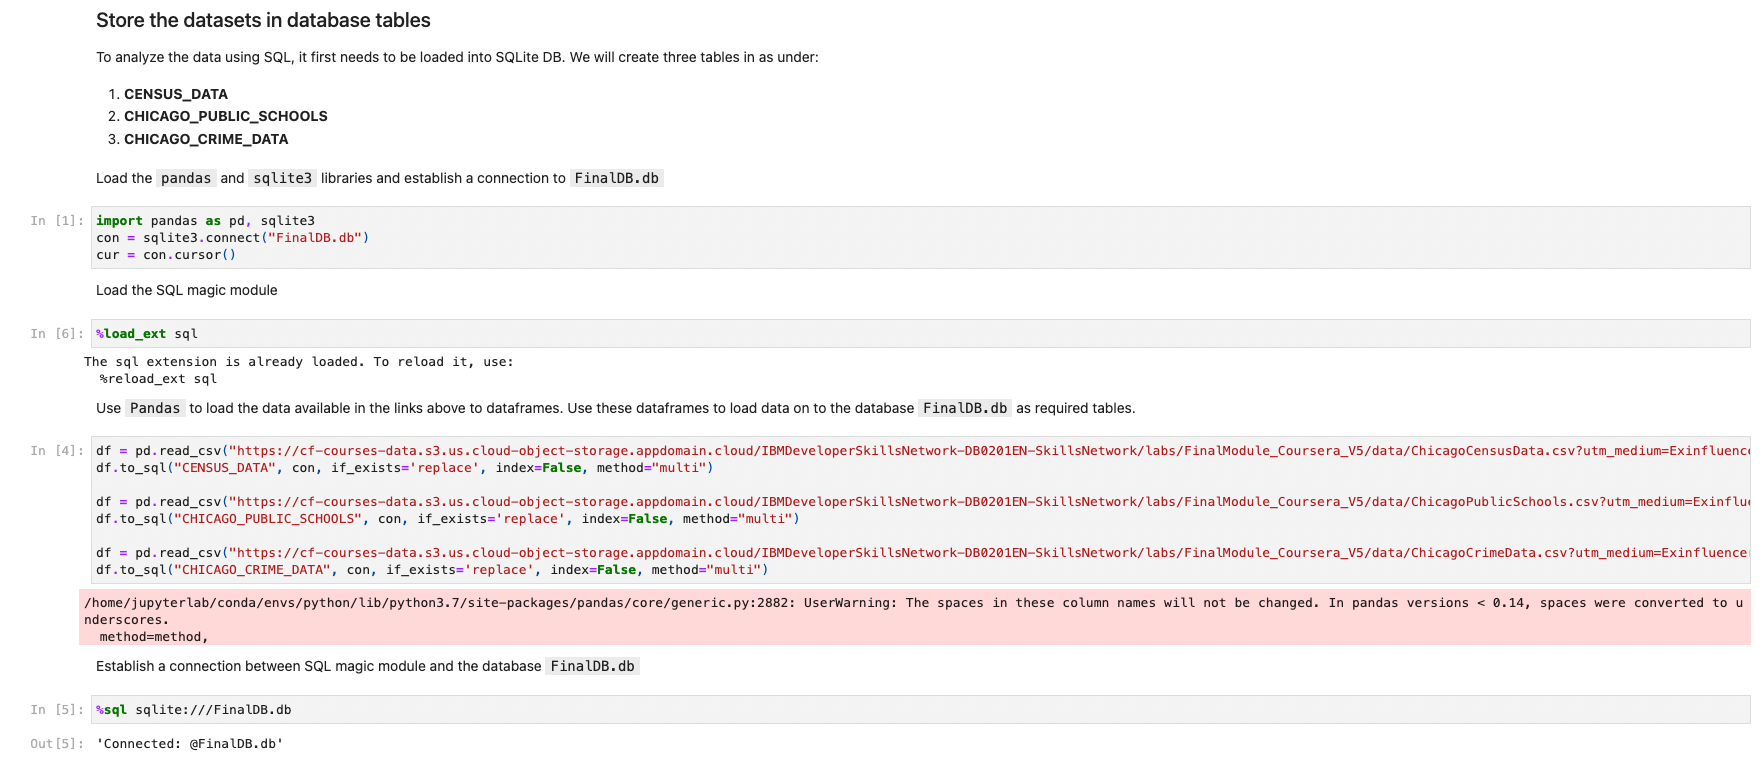 Store the datasets in database tables
To analyze the data using SQL, it first needs to be loaded into SQLite DB. We will create three tables in as under:
1. CENSUS_DATA
2. CHICAGO_PUBLIC_SCHOOLS
3. CHICAGO_CRIME_DATA
Load the pandas and sqlite3 libraries and establish a connection to FinalDB.db
In [1]: import pandas as pd, sqlite3
con = sqlite3.connect("FinalDB.db")
cur = con.cursor()
Load the SQL magic module
In [6]: %load_ext sql
The sql extension is already loaded. To reload it, use:
%reload_ext sql
Use Pandas to load the data available in the links above to dataframes. Use these dataframes to load data on to the database FinalDB.db as required tables.
In [4]: df = pd.read_csv("https://cf-courses-data.s3.us.cloud-object-storage.appdomain.cloud/IBMDeveloperSkillsNetwork-DB0201EN-SkillsNetwork/labs/FinalModule_Coursera_V5/data/ChicagoCensusData.csv?utm_medium=Exinfluenc
df.to_sql("CENSUS_DATA", con, if_exists='replace', index=False, method="multi")
df = pd.read_csv("https://cf-courses-data.s3.us.cloud-object-storage.appdomain.cloud/IBMDeveloperSkillsNetwork-DB0201EN-SkillsNetwork/labs/FinalModule_Coursera_V5/data/ChicagoPublicSchools.csv?utm_medium=Exinflu
df.to_sql("CHICAGO_PUBLIC_SCHOOLS", con, if_exists='replace', index=False, method="multi")
df = pd.read_csv("https://cf-courses-data.s3.us.cloud-object-storage.appdomain.cloud/IBMDeveloperSkillsNetwork-DB0201EN-SkillsNetwork/labs/FinalModule_Coursera_V5/data/ChicagoCrimeData.csv?utm_medium=Exinfluence
df.to_sql("CHICAGO_CRIME_DATA", con, if_exists='replace', index=False, method="multi")
/home/jupyterlab/conda/envs/python/lib/python3.7/site-packages/pandas/core/generic.py:2882: UserWarning: The spaces in these column names will not be changed. In pandas versions < 0.14, spaces were converted to u
nderscores.
method=method,
Establish a connection between SQL magic module and the database FinalDB.db
In [5]: %sql sqlite:///FinalDB.db
Out[5]: 'Connected: @FinalDB.db'